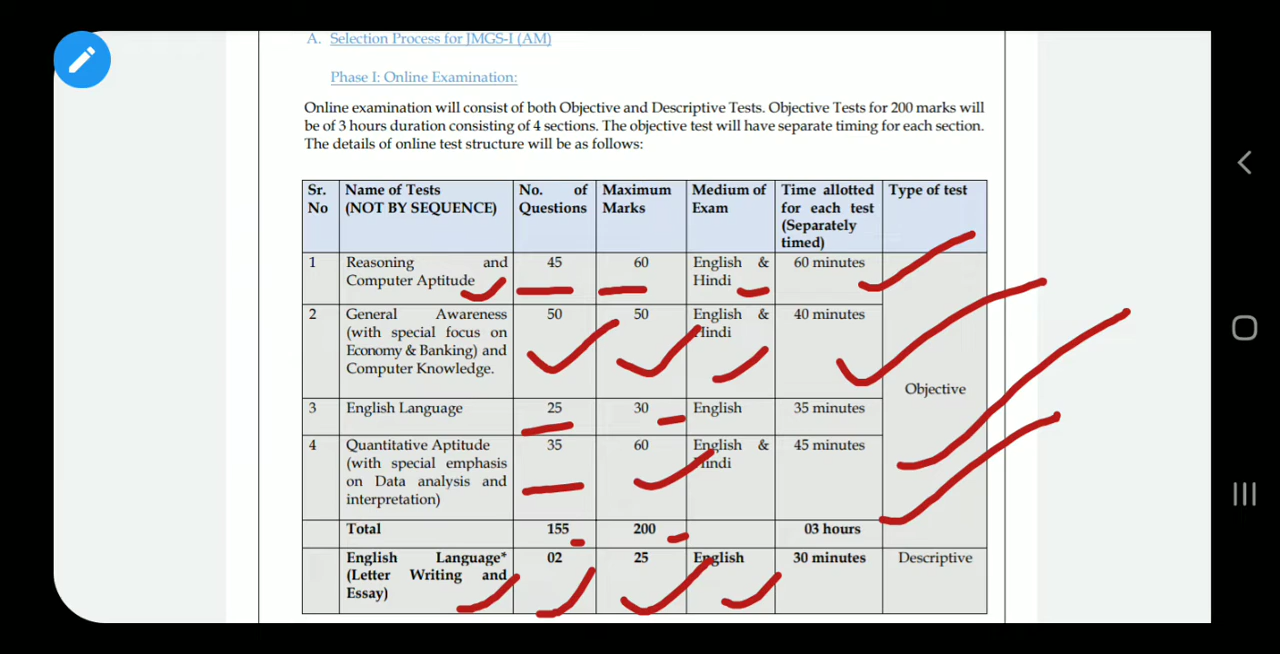 A. Selection Process for JMGS-I (AM)
Phase I: Online Examination:
Online examination will consist of both Objective and Descriptive Tests. Objective Tests for 200 marks will
be of 3 hours duration consisting of 4 sections. The objective test will have separate timing for each section.
The details of online test structure will be as follows:
Sr. No | Name of Tests (NOT BY SEQUENCE) | No. of Questions | Maximum Marks | Medium of Exam | Time allotted for each test (Separately timed) | Type of test
1 | Reasoning and Computer Aptitude | 45 | 60 | English & Hindi | 60 minutes
2 | General Awareness (with special focus on Economy & Banking) and Computer Knowledge. | 50 | 50 | English & Hindi | 40 minutes
Objective
3 | English Language | 25 | 30 | English | 35 minutes
4 | Quantitative Aptitude (with special emphasis on Data analysis and interpretation) | 35 | 60 | English & Hindi | 45 minutes
Total | 155 | 200 | 03 hours
English Language* (Letter Writing and Essay) | 02 | 25 | English | 30 minutes | Descriptive